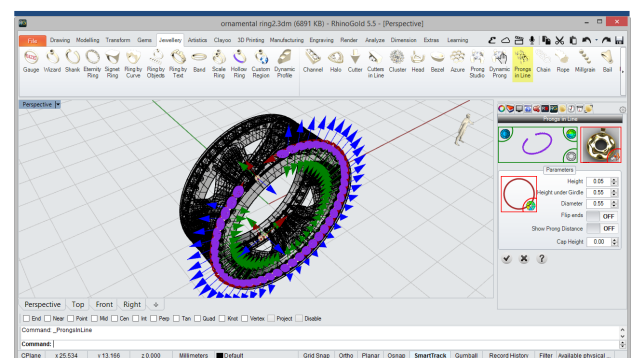 ornamental ring2.3dm (6891 KB) - RhinoGold 5.5 - [Perspective]
File Drawing Modelling Transform Gems Jewellery Artistics Clayoo 3D Printing Manufacturing Engraving Render Analyze Dimension Extras Learning
Gauge Wizard Shank Eternity Ring Signet Ring Ring by Curve Ring by Objects Ring by Text Band Scale Ring Hollow Ring Custom Region Dynamic Profile Channel Halo Cutter Cutters in Line Cluster Head Bezel Azure Prong Studio Dynamic Prong Prongs in Line Chain Rope Millgrain Bail
Perspective
Prongs in Line
Parameters
Height 0.05
Height under Girdle 0.55
Diameter 0.55
Flip ends OFF
Show Prong Distance OFF
Cap Height 0.00
Perspective Top Front Right
End Near Point Mid Cen Int Perp Tan Quad Knot Vertex Project Disable
Command: _ProngsInLine
Command:
CPlane x 25.534 y 13.166 z 0.000 Millimeters Default Grid Snap Ortho Planar Osnap SmartTrack Gumball Record History Filter Available physical ...